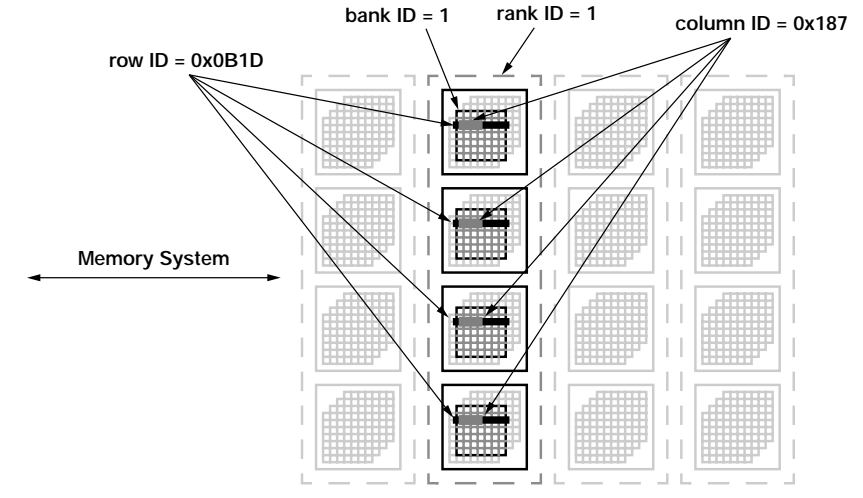 bank ID = 1
rank ID = 1
column ID = 0x187
row ID = 0x0B1D
Memory System